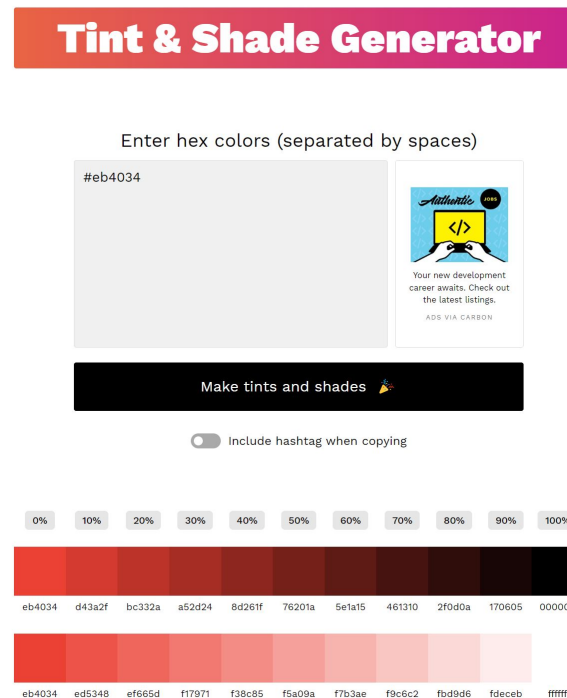 Tint & Shade Generator
Enter hex colors (separated by spaces)
#eb4034
Authentic
JOBS
</>
Your new development
career awaits. Check out
the latest listings.
ADS VIA CARBON
Make tints and shades
Include hashtag when copying
0% 10% 20% 30% 40% 50% 60% 70% 80% 90% 100%
eb4034 d43a2f bc332a a52d24 8d261f 76201a 5e1a15 461310 2f0d0a 170605 00000
eb4034 ed5348 ef665d f17971 f38c85 f5a09a f7b3ae f9c6c2 fbd9d6 fdeceb ffffff